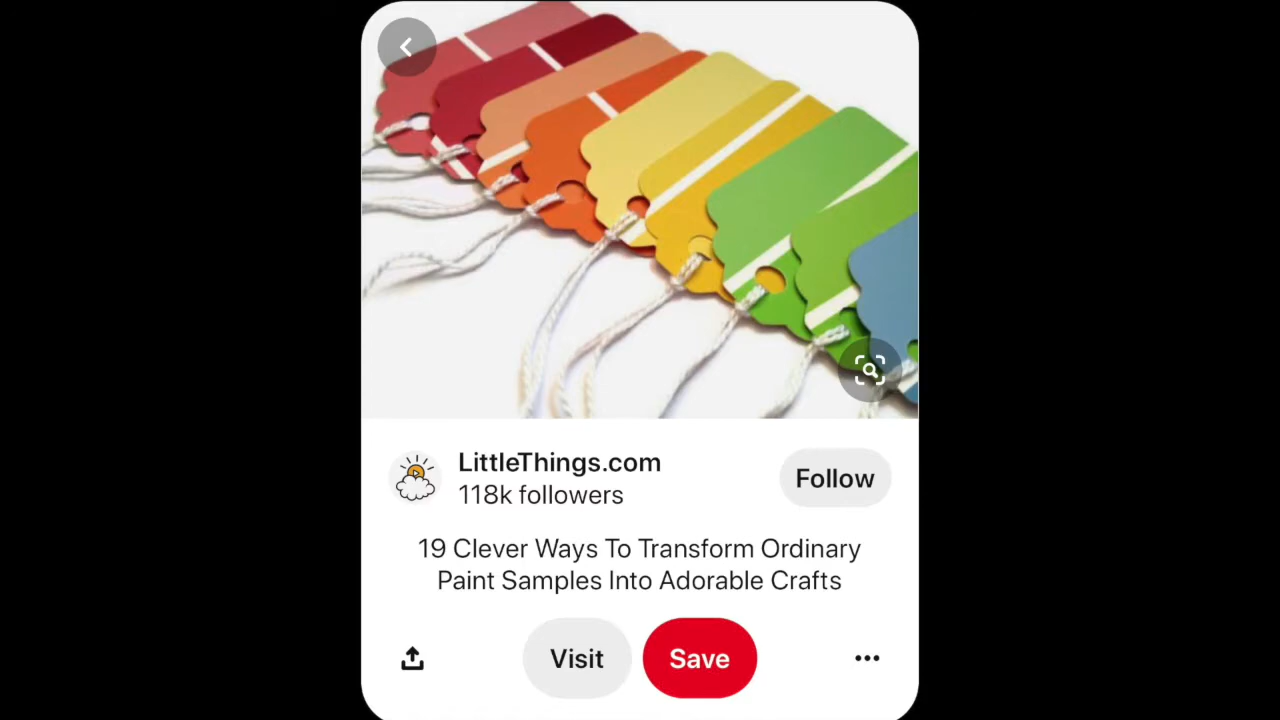 LittleThings.com
118k followers
Follow
19 Clever Ways To Transform Ordinary
Paint Samples Into Adorable Crafts
Visit
Save